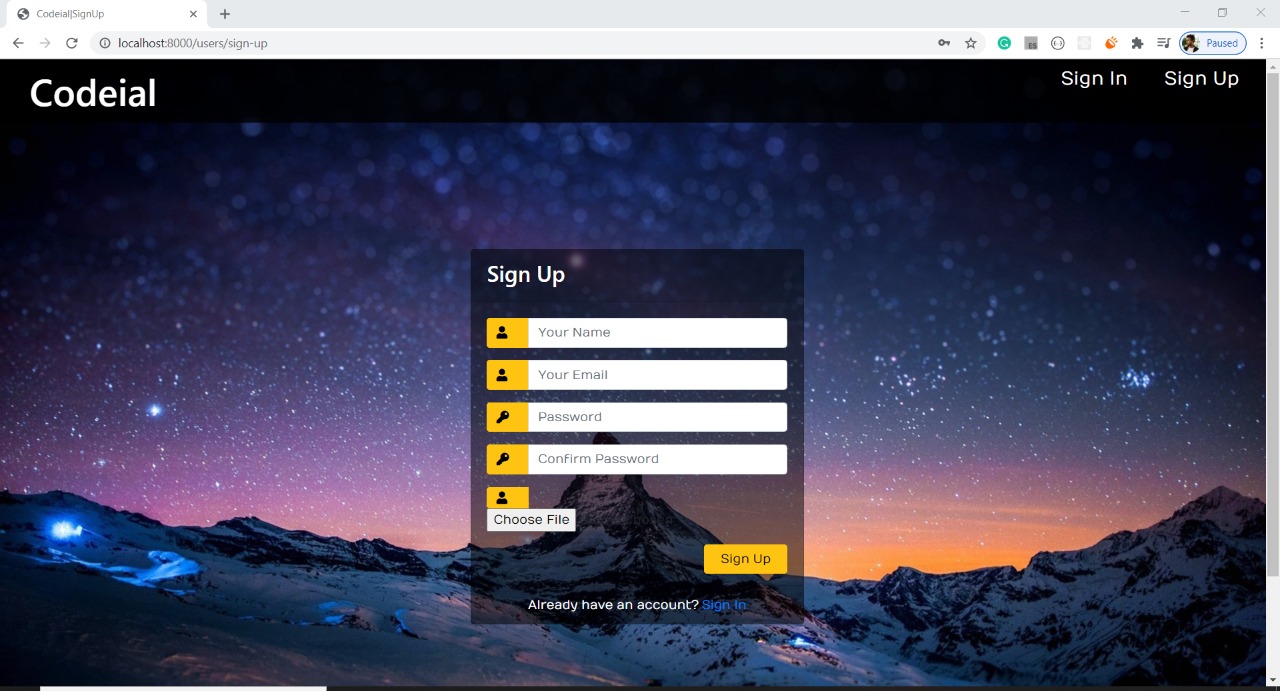 Codeial|SignUp
localhost:8000/users/sign-up
ES
Paused
Codeial
Sign In
Sign Up
Sign Up
Your Name
Your Email
Password
Confirm Password
Choose File
Sign Up
Already have an account? Sign In